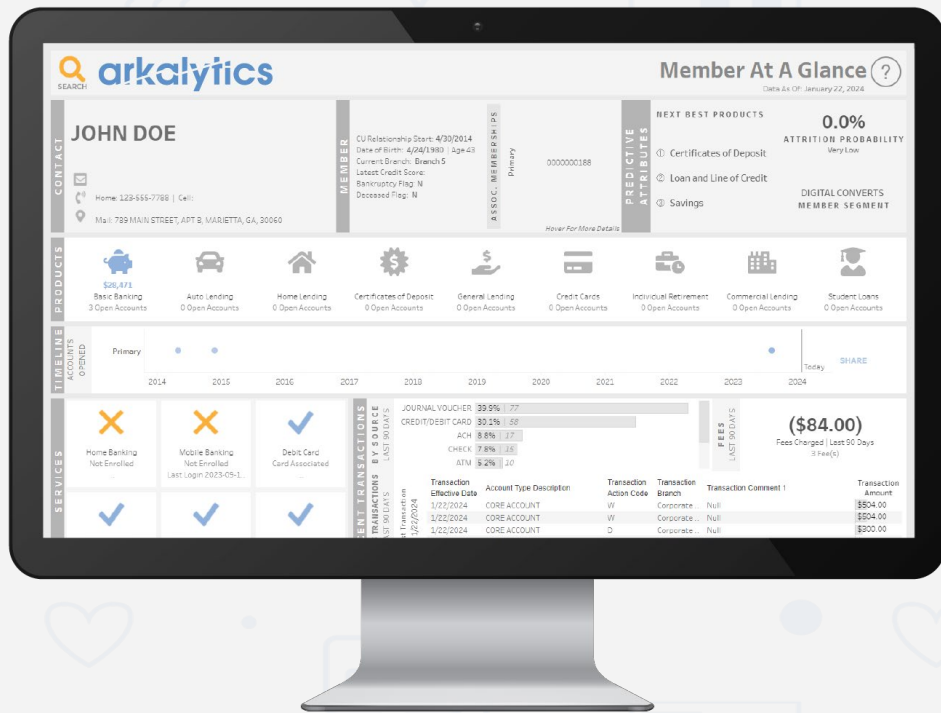 SEARCH
arkalytics
Member At A Glance ?
Data As Of: January 22, 2024
CONTACT
JOHN DOE
Home: 123-555-7788 | Cell:
Mail: 789 MAIN STREET, APT B, MARIETTA, GA, 30060
MEMBER
CU Relationship Start: 4/30/2014
Date of Birth: 4/24/1980 | Age 43
Current Branch: Branch 5
Latest Credit Score:
Bankruptcy Flag: N
Deceased Flag: N
ASSOC. MEMBERSHIPS
Primary
0000000188
Hover For More Details
PREDICTIVE
ATTRIBUTES
NEXT BEST PRODUCTS
① Certificates of Deposit
② Loan and Line of Credit
③ Savings
0.0%
ATTRITION PROBABILITY
Very Low
DIGITAL CONVERTS
MEMBER SEGMENT
PRODUCTS
$28,471
Basic Banking
3 Open Accounts
Auto Lending
0 Open Accounts
Home Lending
0 Open Accounts
Certificates of Deposit
0 Open Accounts
General Lending
0 Open Accounts
Credit Cards
0 Open Accounts
Individual Retirement
0 Open Accounts
Commercial Lending
0 Open Accounts
Student Loans
0 Open Accounts
TIMELINE
ACCOUNTS
OPENED
Primary
Today
SHARE
2014 2015 2016 2017 2018 2019 2020 2021 2022 2023 2024
SERVICES
Home Banking
Not Enrolled
Mobile Banking
Not Enrolled
Last Login 2023-09-1..
Debit Card
Card Associated
TRANSACTIONS
BY SOURCE
LAST 90 DAYS
JOURNAL VOUCHER 39.9% | 77
CREDIT/DEBIT CARD 30.1% | 58
ACH 8.8% | 17
CHECK 7.8% | 15
ATM 5.2% | 10
FEES
LAST 90 DAYS
($84.00)
Fees Charged | Last 90 Days
3 Fee(s)
TRANSACTIONS
LAST 90 DAYS
Transaction
1/22/2024
Transaction Effective Date Account Type Description Transaction Action Code Transaction Branch Transaction Comment 1 Transaction Amount
1/22/2024 CORE ACCOUNT W Corporate .. Null $504.00
1/22/2024 CORE ACCOUNT W Corporate .. Null $504.00
1/22/2024 CORE ACCOUNT D Corporate .. Null $300.00